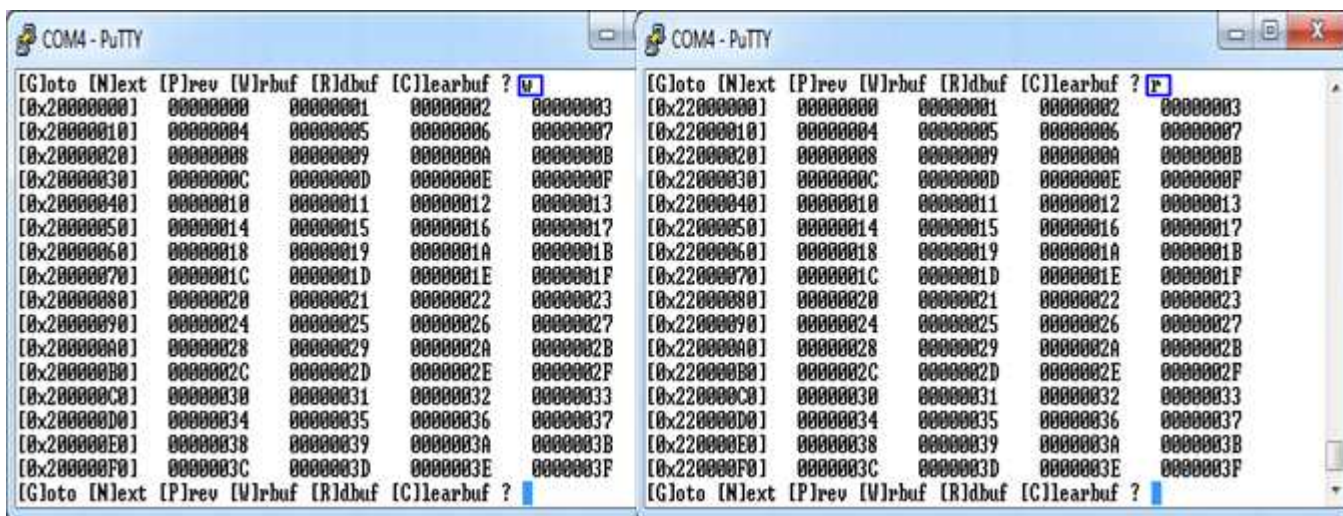 COM4 - PuTTY
[G]oto [N]ext [P]rev [W]rbuf [R]dbuf [C]learbuf ? w
[0x20000000] 00000000 00000001 00000002 00000003
[0x20000010] 00000004 00000005 00000006 00000007
[0x20000020] 00000008 00000009 0000000A 0000000B
[0x20000030] 0000000C 0000000D 0000000E 0000000F
[0x20000040] 00000010 00000011 00000012 00000013
[0x20000050] 00000014 00000015 00000016 00000017
[0x20000060] 00000018 00000019 0000001A 0000001B
[0x20000070] 0000001C 0000001D 0000001E 0000001F
[0x20000080] 00000020 00000021 00000022 00000023
[0x20000090] 00000024 00000025 00000026 00000027
[0x200000A0] 00000028 00000029 0000002A 0000002B
[0x200000B0] 0000002C 0000002D 0000002E 0000002F
[0x200000C0] 00000030 00000031 00000032 00000033
[0x200000D0] 00000034 00000035 00000036 00000037
[0x200000E0] 00000038 00000039 0000003A 0000003B
[0x200000F0] 0000003C 0000003D 0000003E 0000003F
[G]oto [N]ext [P]rev [W]rbuf [R]dbuf [C]learbuf ?
COM4 - PuTTY
[G]oto [N]ext [P]rev [W]rbuf [R]dbuf [C]learbuf ? r
[0x22000000] 00000000 00000001 00000002 00000003
[0x22000010] 00000004 00000005 00000006 00000007
[0x22000020] 00000008 00000009 0000000A 0000000B
[0x22000030] 0000000C 0000000D 0000000E 0000000F
[0x22000040] 00000010 00000011 00000012 00000013
[0x22000050] 00000014 00000015 00000016 00000017
[0x22000060] 00000018 00000019 0000001A 0000001B
[0x22000070] 0000001C 0000001D 0000001E 0000001F
[0x22000080] 00000020 00000021 00000022 00000023
[0x22000090] 00000024 00000025 00000026 00000027
[0x220000A0] 00000028 00000029 0000002A 0000002B
[0x220000B0] 0000002C 0000002D 0000002E 0000002F
[0x220000C0] 00000030 00000031 00000032 00000033
[0x220000D0] 00000034 00000035 00000036 00000037
[0x220000E0] 00000038 00000039 0000003A 0000003B
[0x220000F0] 0000003C 0000003D 0000003E 0000003F
[G]oto [N]ext [P]rev [W]rbuf [R]dbuf [C]learbuf ?